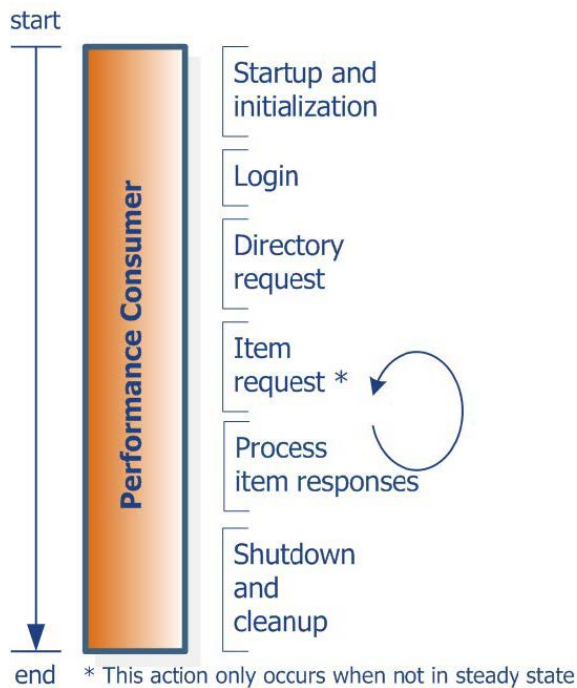 start
Performance Consumer
Startup and
initialization
Login
Directory
request
Item
request *
Process
item responses
Shutdown
and
cleanup
end
* This action only occurs when not in steady state